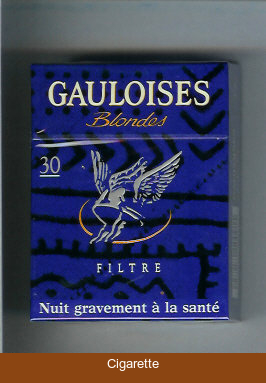 GAULOISES
Blondes
30
FILTRE
Nuit gravement à la santé
Cigarette